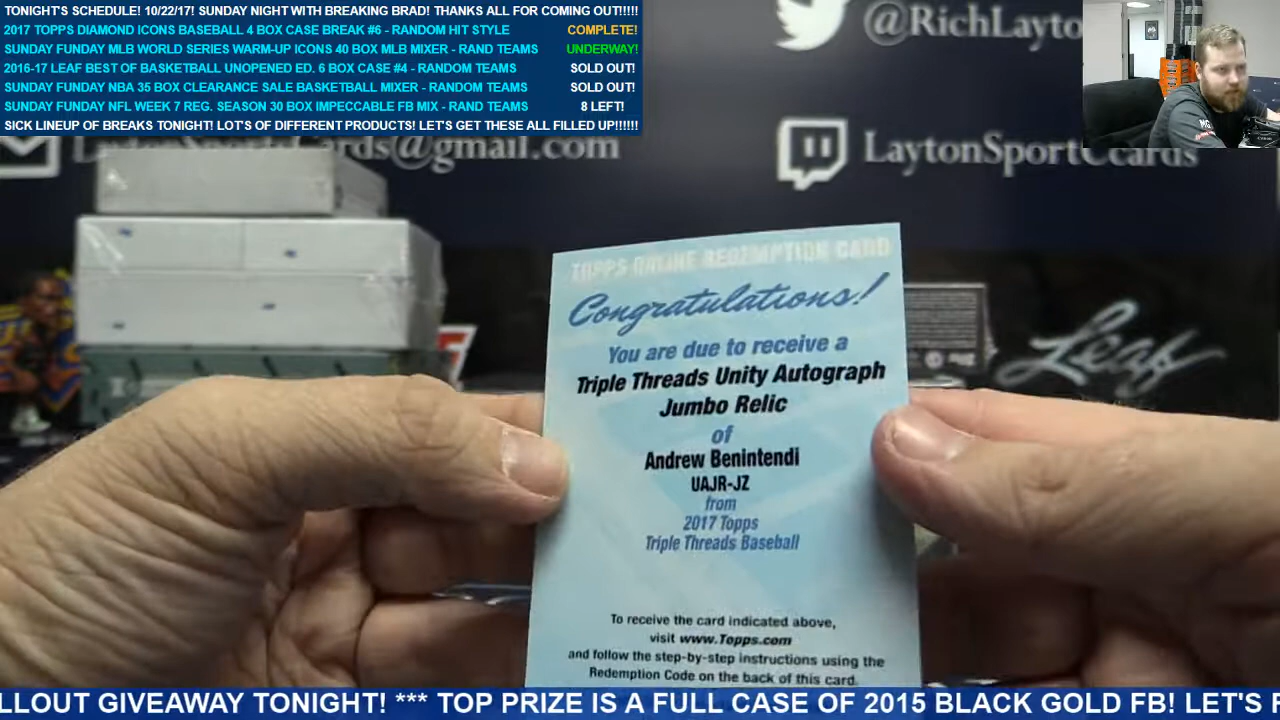 TONIGHT'S SCHEDULE! 10/22/17! SUNDAY NIGHT WITH BREAKING BRAD! THANKS ALL FOR COMING OUT!!!!!
2017 TOPPS DIAMOND ICONS BASEBALL 4 BOX CASE BREAK #6 - RANDOM HIT STYLE COMPLETE!
SUNDAY FUNDAY MLB WORLD SERIES WARM-UP ICONS 40 BOX MLB MIXER - RAND TEAMS UNDERWAY!
2016-17 LEAF BEST OF BASKETBALL UNOPENED ED. 6 BOX CASE #4 - RANDOM TEAMS SOLD OUT!
SUNDAY FUNDAY NBA 35 BOX CLEARANCE SALE BASKETBALL MIXER - RANDOM TEAMS SOLD OUT!
SUNDAY FUNDAY NFL WEEK 7 REG. SEASON 30 BOX IMPECCABLE FB MIX - RAND TEAMS 8 LEFT!
SICK LINEUP OF BREAKS TONIGHT! LOT'S OF DIFFERENT PRODUCTS! LET'S GET THESE ALL FILLED UP!!!!!!
@RichLayto
LaytonSportCards@gmail.com
LaytonSportCcards
Leaf
TOPPS ONLINE REDEMPTION CARD
Congratulations!
You are due to receive a
Triple Threads Unity Autograph
Jumbo Relic
of
Andrew Benintendi
UAJR-JZ
from
2017 Topps
Triple Threads Baseball
To receive the card indicated above,
visit www.Topps.com
and follow the step-by-step instructions using the
Redemption Code on the back of this card.
LLOUT GIVEAWAY TONIGHT! *** TOP PRIZE IS A FULL CASE OF 2015 BLACK GOLD FB! LET'S